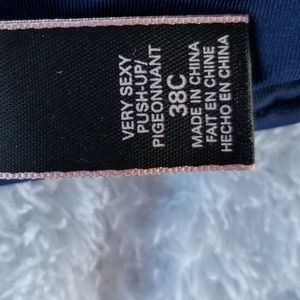 VERY SEXY
PUSH-UP/
PIGEONNANT
38C
MADE IN CHINA
FAIT EN CHINE
HECHO EN CHINA